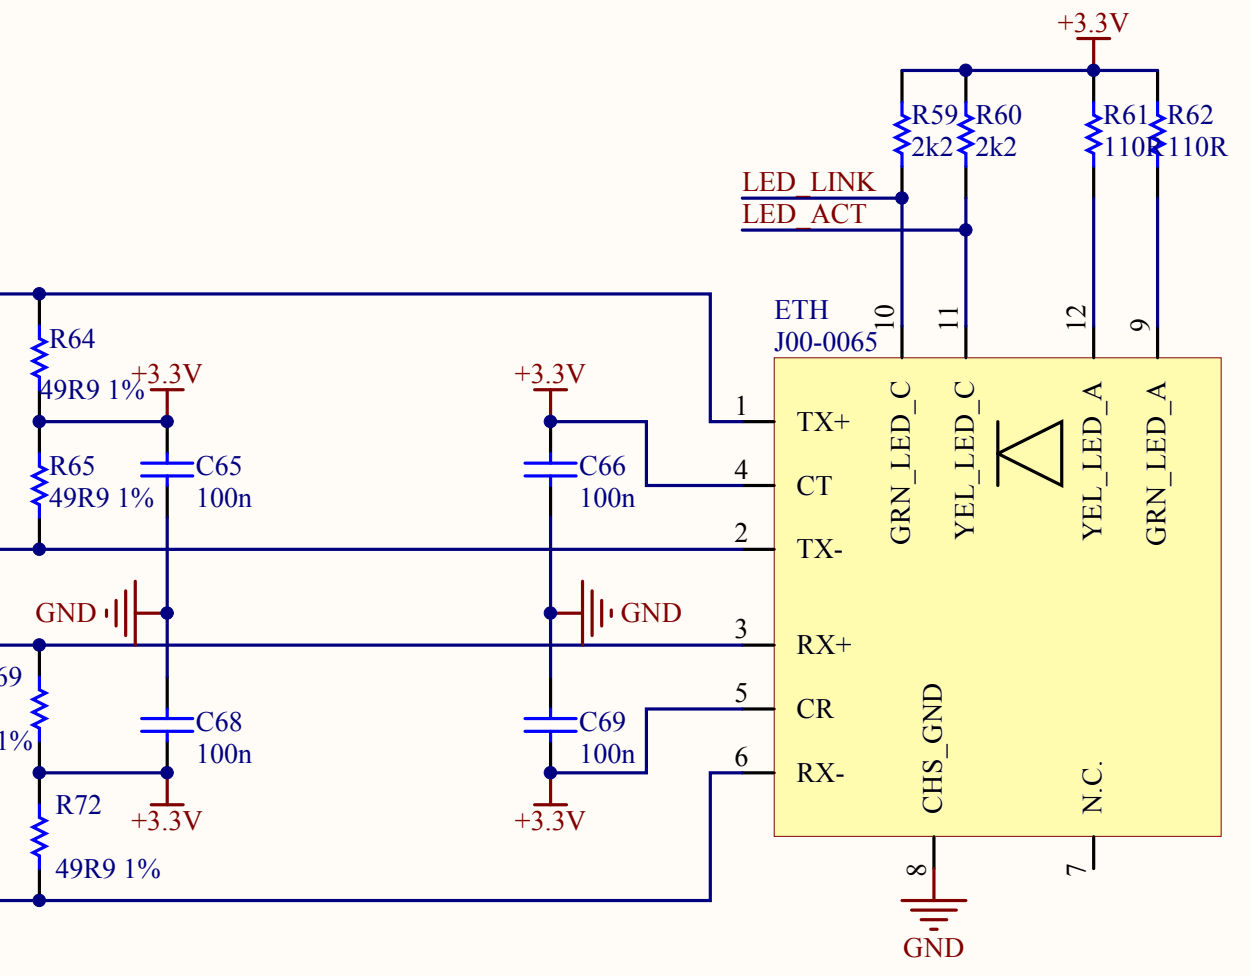 +3.3V
R59
2k2
R60
2k2
R61
110R
R62
110R
LED_LINK
LED_ACT
ETH
J00-0065
10
11
12
9
GRN_LED_C
YEL_LED_C
YEL_LED_A
GRN_LED_A
R64
49R9 1%
+3.3V
R65
49R9 1%
C65
100n
+3.3V
C66
100n
1
TX+
4
CT
2
TX-
GND
GND
3
RX+
69
1%
C68
100n
+3.3V
C69
100n
+3.3V
5
CR
6
RX-
R72
49R9 1%
CHS_GND
N.C.
8
7
GND